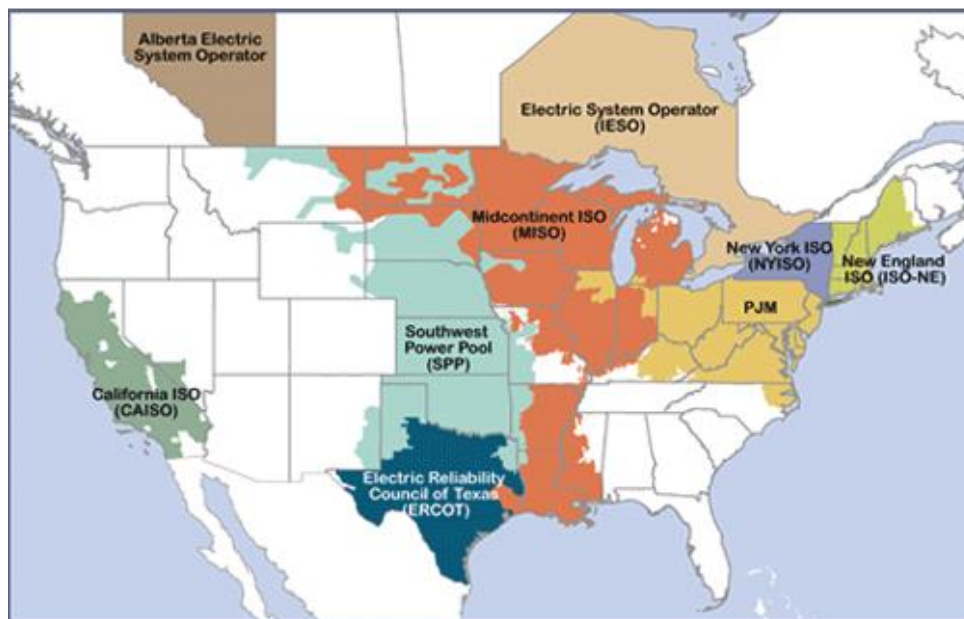 Alberta Electric
System Operator
Electric System Operator
(IESO)
Midcontinent ISO
(MISO)
New York ISO
(NYISO)
New England
ISO (ISO-NE)
PJM
Southwest
Power Pool
(SPP)
California ISO
(CAISO)
Electric Reliability
Council of Texas
(ERCOT)